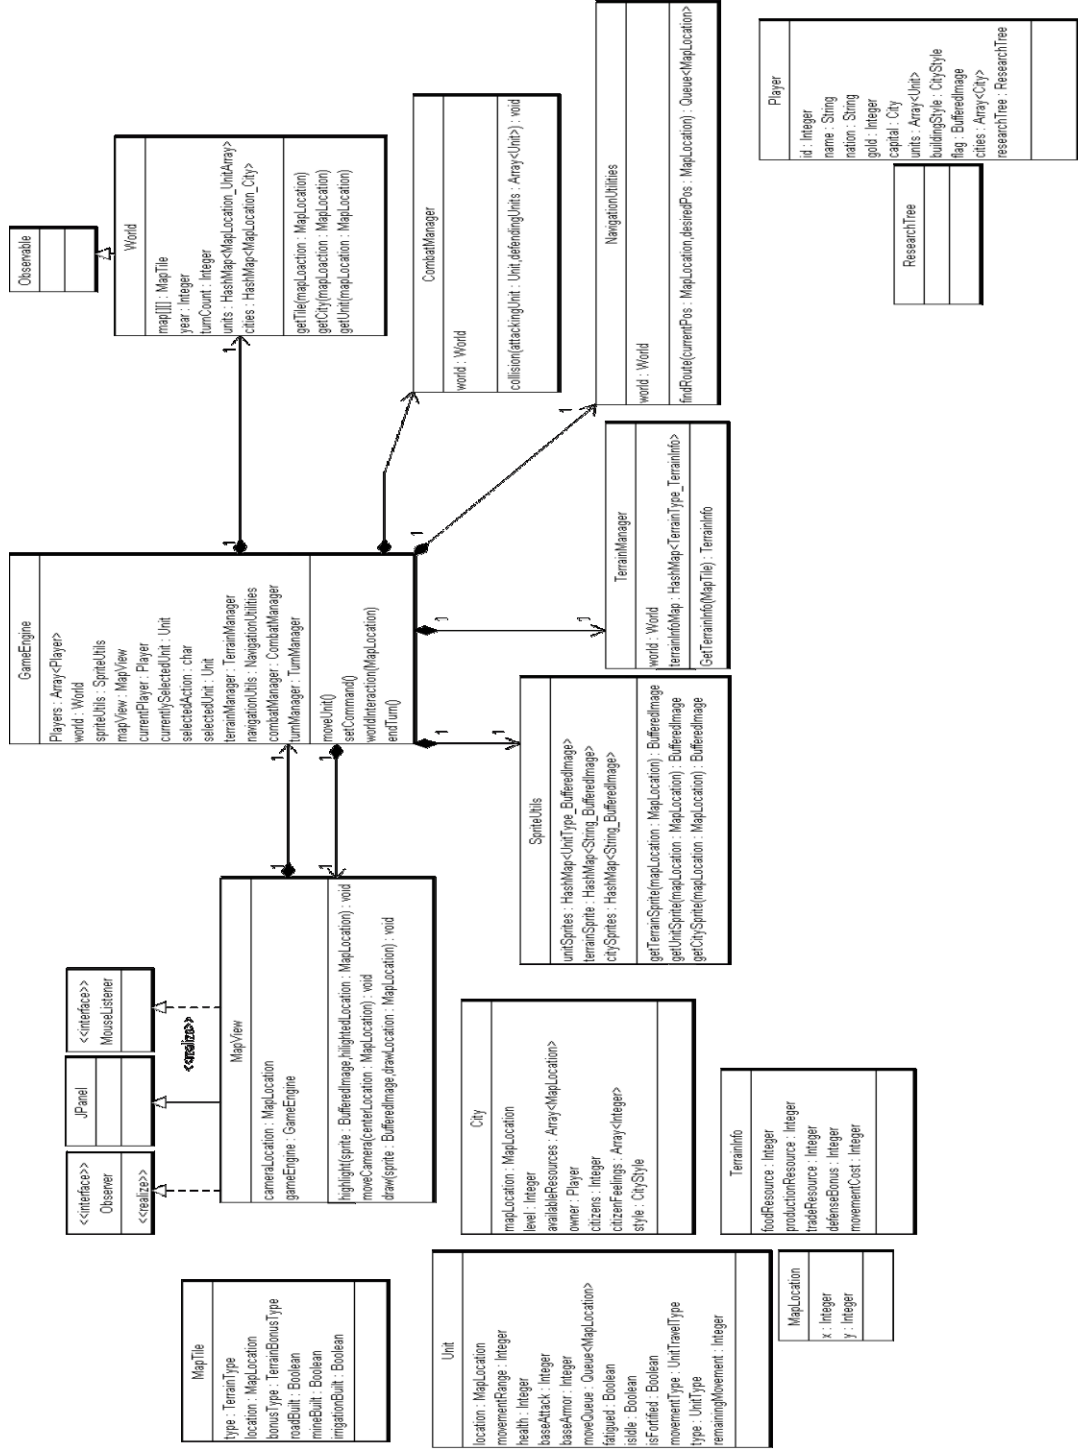 <<interface>>
Observer
<<realize>>
JPanel
<<interface>>
MouseListener
<<realize>>
Observable
MapTile
type : TerrainType
location : MapLocation
bonusType : TerrainBonusType
roadBuilt : Boolean
mineBuilt : Boolean
irrigationBuilt : Boolean
MapView
cameraLocation : MapLocation
gameEngine : GameEngine
highlight(sprite : BufferedImage,hilightedLocation : MapLocation) : void
moveCamera(centerLocation : MapLocation) : void
draw(sprite : BufferedImage,drawLocation : MapLocation) : void
1
1
1
1
GameEngine
Players : Array<Player>
world : World
spriteUtils : SpriteUtils
mapView : MapView
currentPlayer : Player
currentlySelectedUnit : Unit
selectedAction : char
selectedUnit : Unit
terrainManager : TerrainManager
navigationUtils : NavigationUtilities
combatManager : CombatManager
turnManager : TurnManager
moveUnit()
setCommand()
worldInteraction(MapLocation)
endTurn()
1
World
map[][] : MapTile
year : Integer
turnCount : Integer
units : HashMap<MapLocation_UnitArray>
cities : HashMap<MapLocation_City>
getTile(mapLoaction : MapLocation)
getCity(mapLoaction : MapLocation)
getUnit(mapLocation : MapLocation)
CombatManager
world : World
collision(attackingUnit : Unit,defendingUnits : Array<Unit>) : void
1
1
NavigationUtilities
world : World
findRoute(currentPos : MapLocation,desiredPos : MapLocation) : Queue<MapLocation>
1
1
TerrainManager
world : World
terrainInfoMap : HashMap<TerrainType_TerrainInfo>
GetTerrainInfo(MapTile) : TerrainInfo
1
1
SpriteUtils
unitSprites : HashMap<UnitType_BufferedImage>
terrainSprite : HashMap<String_BufferedImage>
citySprites : HashMap<String_BufferedImage>
getTerrainSprite(mapLocation : MapLocation) : BufferedImage
getUnitSprite(mapLocation : MapLocation) : BufferedImage
getCitySprite(mapLocation : MapLocation) : BufferedImage
Unit
location : MapLocation
movementRange : Integer
health : Integer
baseAttack : Integer
baseArmor : Integer
moveQueue : Queue<MapLocation>
fatigued : Boolean
isIdle : Boolean
isFortified : Boolean
movementType : UnitTravelType
type : UnitType
remainingMovement : Integer
City
mapLocation : MapLocation
level : Integer
availableResources : Array<MapLocation>
owner : Player
citizens : Integer
citizenFeelings : Array<Integer>
style : CityStyle
MapLocation
x : Integer
y : Integer
TerrainInfo
foodResource : Integer
productionResource : Integer
tradeResource : Integer
defenseBonus : Integer
movementCost : Integer
ResearchTree
Player
id : Integer
name : String
nation : String
gold : Integer
capital : City
units : Array<Unit>
buildingStyle : CityStyle
flag : BufferedImage
cities : Array<City>
researchTree : ResearchTree